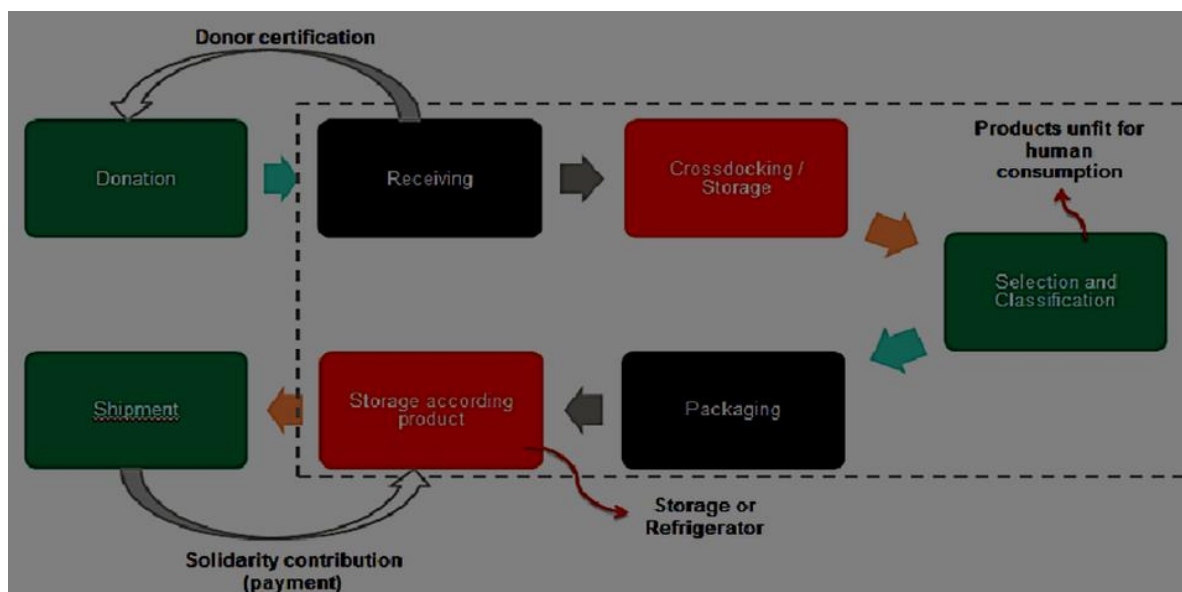 Donor certification
Donation
Receiving
Crossdocking /
Storage
Products unfit for
human
consumption
Selection and
Classification
Shipment
Storage according
product
Packaging
Storage or
Refrigerator
Solidarity contribution
(payment)